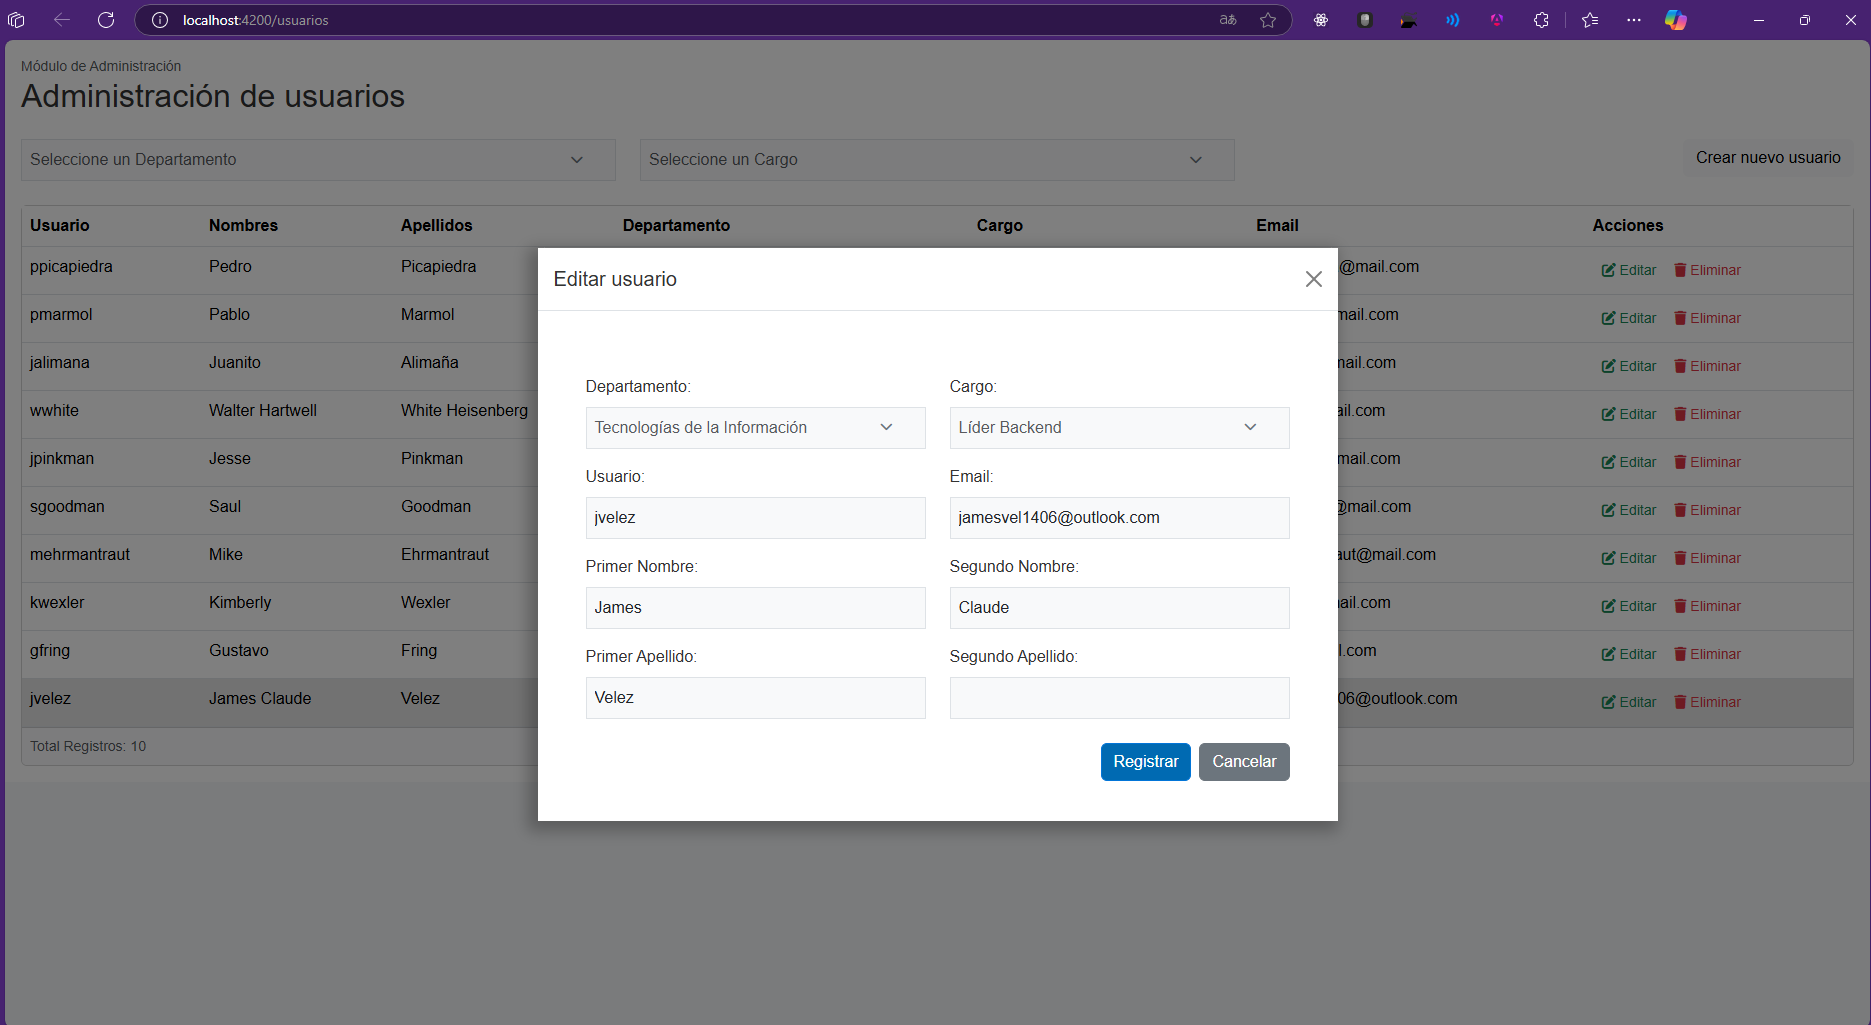 localhost:4200/usuarios
Módulo de Administración
Administración de usuarios
Seleccione un Departamento
Seleccione un Cargo
Crear nuevo usuario
Usuario Nombres Apellidos Departamento Cargo Email Acciones
ppicapiedra Pedro Picapiedra @mail.com Editar Eliminar
pmarmol Pablo Marmol mail.com Editar Eliminar
jalimana Juanito Alimaña mail.com Editar Eliminar
wwhite Walter Hartwell White Heisenberg ail.com Editar Eliminar
jpinkman Jesse Pinkman mail.com Editar Eliminar
sgoodman Saul Goodman @mail.com Editar Eliminar
mehrmantraut Mike Ehrmantraut aut@mail.com Editar Eliminar
kwexler Kimberly Wexler ail.com Editar Eliminar
gfring Gustavo Fring l.com Editar Eliminar
jvelez James Claude Velez 06@outlook.com Editar Eliminar
Total Registros: 10
Editar usuario
Departamento: Cargo:
Tecnologías de la Información Líder Backend
Usuario: Email:
jvelez jamesvel1406@outlook.com
Primer Nombre: Segundo Nombre:
James Claude
Primer Apellido: Segundo Apellido:
Velez
Registrar Cancelar